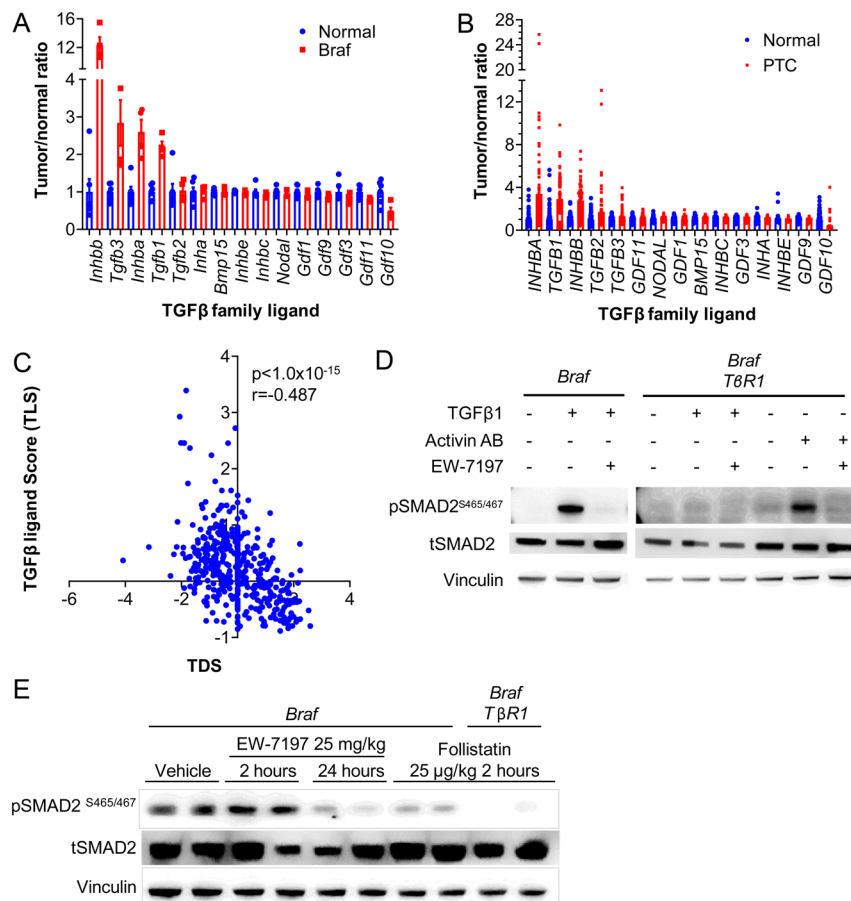 A
Tumor/normal ratio
16
12
8
4
3
2
1
0
Normal
Braf
Inhbb
Tgfb3
Inhba
Tgfb1
Tgfb2
Inha
Bmp15
Inhbe
Inhbc
Nodal
Gdf1
Gdf9
Gdf3
Gdf11
Gdf10
TGFβ family ligand
B
Tumor/normal ratio
28
24
20
16
12
8
4
0
Normal
PTC
INHBA
TGFB1
INHBB
TGFB2
TGFB3
GDF11
NODAL
GDF1
BMP15
INHBC
GDF3
INHA
INHBE
GDF9
GDF10
TGFβ family ligand
C
TGFβ ligand Score (TLS)
4
3
2
1
-1
-6
-4
-2
2
4
p<1.0x10-15
r=-0.487
TDS
D
Braf
Braf
TβR1
TGFβ1 - + + - + + - - -
Activin AB - - - - - - - + +
EW-7197 - - + - - + - - +
pSMAD2S465/467
tSMAD2
Vinculin
E
Braf
Braf
TβR1
EW-7197 25 mg/kg
Follistatin
Vehicle 2 hours 24 hours 25 µg/kg 2 hours
pSMAD2 S465/467
tSMAD2
Vinculin